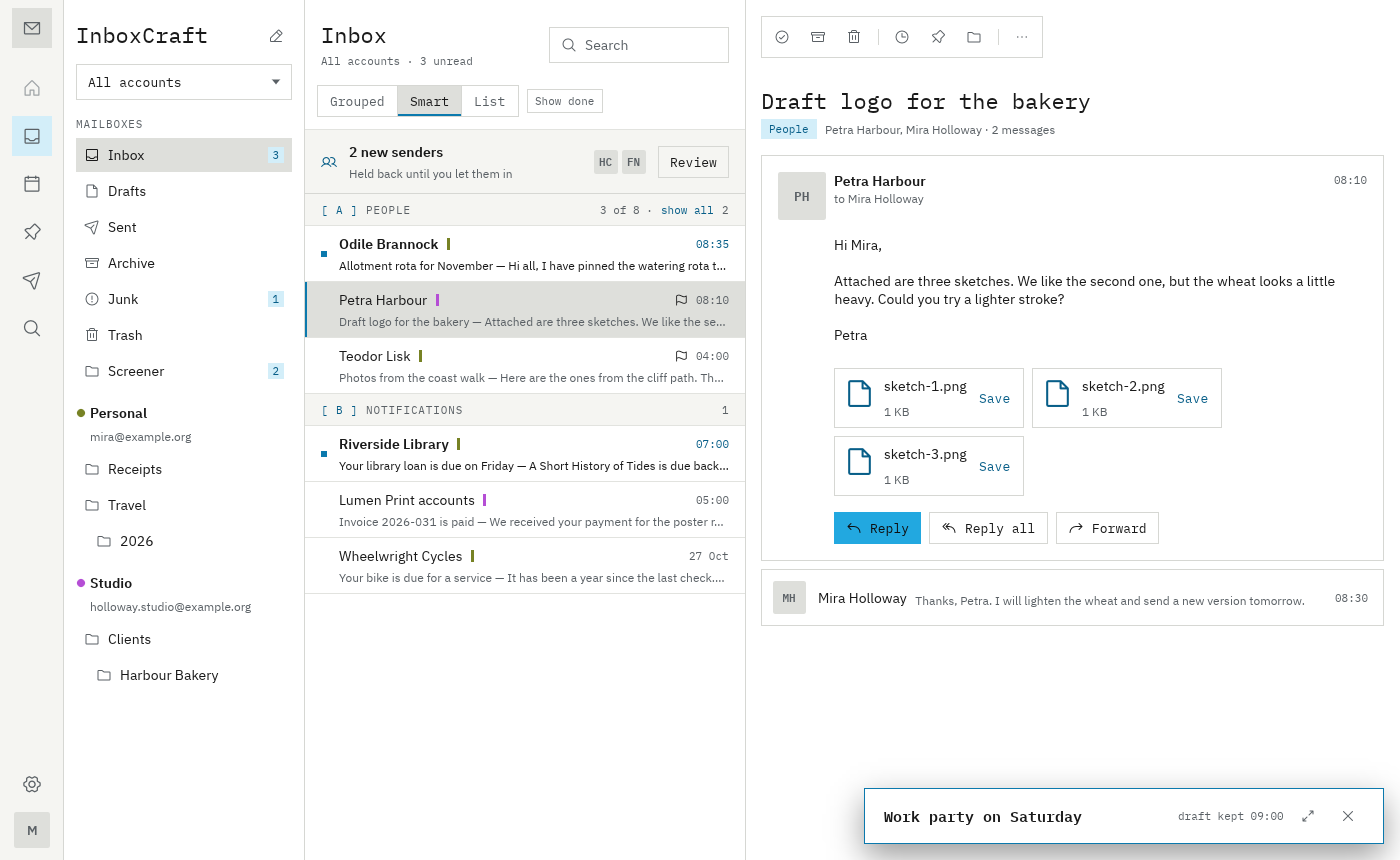 InboxCraft
All accounts
MAILBOXES
Inbox 3
Drafts
Sent
Archive
Junk 1
Trash
Screener 2
Personal
mira@example.org
Receipts
Travel
2026
Studio
holloway.studio@example.org
Clients
Harbour Bakery
M
Inbox
All accounts · 3 unread
Search
Grouped Smart List Show done
2 new senders
Held back until you let them in
HC FN Review
[ A ] PEOPLE 3 of 8 · show all 2
Odile Brannock 08:35
Allotment rota for November — Hi all, I have pinned the watering rota t…
Petra Harbour 08:10
Draft logo for the bakery — Attached are three sketches. We like the se…
Teodor Lisk 04:00
Photos from the coast walk — Here are the ones from the cliff path. Th…
[ B ] NOTIFICATIONS 1
Riverside Library 07:00
Your library loan is due on Friday — A Short History of Tides is due back…
Lumen Print accounts 05:00
Invoice 2026-031 is paid — We received your payment for the poster r…
Wheelwright Cycles 27 Oct
Your bike is due for a service — It has been a year since the last check.…
Draft logo for the bakery
People Petra Harbour, Mira Holloway · 2 messages
PH Petra Harbour 08:10
to Mira Holloway
Hi Mira,
Attached are three sketches. We like the second one, but the wheat looks a little
heavy. Could you try a lighter stroke?
Petra
sketch-1.png 1 KB Save
sketch-2.png 1 KB Save
sketch-3.png 1 KB Save
Reply Reply all Forward
MH Mira Holloway Thanks, Petra. I will lighten the wheat and send a new version tomorrow. 08:30
Work party on Saturday draft kept 09:00